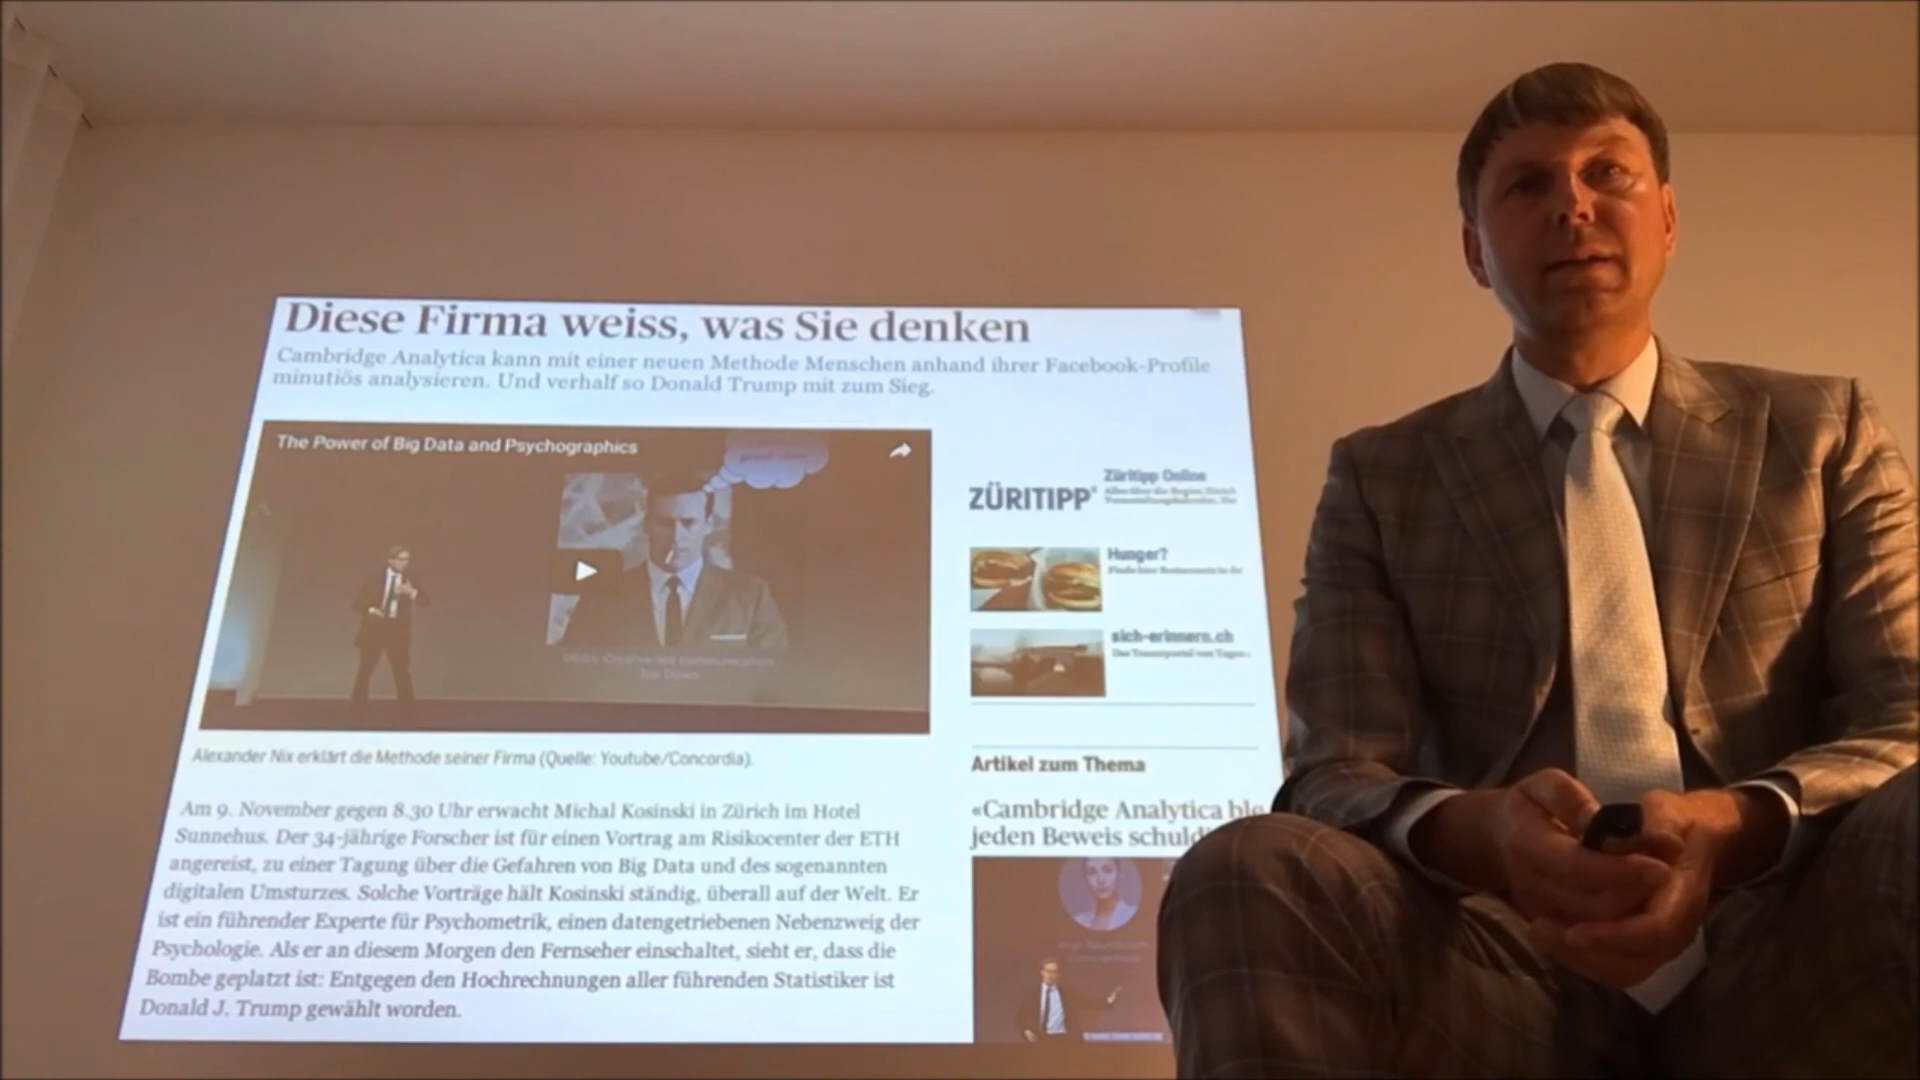 Diese Firma weiss, was Sie denken
Cambridge Analytica kann mit einer neuen Methode Menschen anhand ihrer Facebook-Profile
minutiös analysieren. Und verhalf so Donald Trump mit zum Sieg.
The Power of Big Data and Psychographics
Top Down
Alexander Nix erklärt die Methode seiner Firma (Quelle: Youtube/Concordia).
Am 9. November gegen 8.30 Uhr erwacht Michal Kosinski in Zürich im Hotel
Sunnehus. Der 34-jährige Forscher ist für einen Vortrag am Risikocenter der ETH
angereist, zu einer Tagung über die Gefahren von Big Data und des sogenannten
digitalen Umsturzes. Solche Vorträge hält Kosinski ständig, überall auf der Welt. Er
ist ein führender Experte für Psychometrik, einen datengetriebenen Nebenzweig der
Psychologie. Als er an diesem Morgen den Fernseher einschaltet, sieht er, dass die
Bombe geplatzt ist: Entgegen den Hochrechnungen aller führenden Statistiker ist
Donald J. Trump gewählt worden.
ZÜRITIPP
Züritipp Online
Hunger?
sich-erinnern.ch
Artikel zum Thema
«Cambridge Analytica ble
jeden Beweis schuld